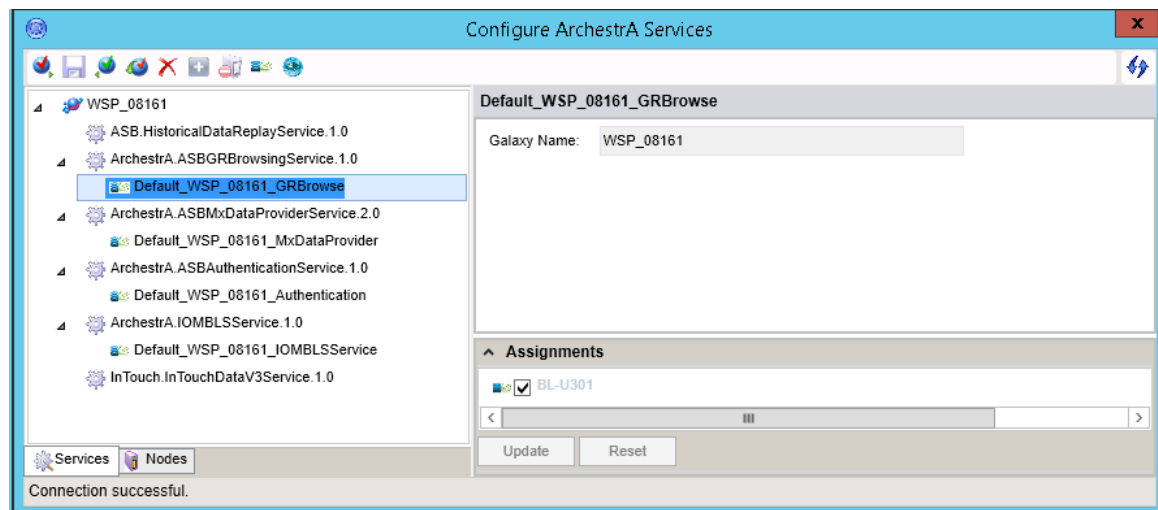 Configure ArchestrA Services
x
WSP_08161
ASB.HistoricalDataReplayService.1.0
ArchestrA.ASBGRBrowsingService.1.0
Default_WSP_08161_GRBrowse
ArchestrA.ASBMxDataProviderService.2.0
Default_WSP_08161_MxDataProvider
ArchestrA.ASBAuthenticationService.1.0
Default_WSP_08161_Authentication
ArchestrA.IOMBLSService.1.0
Default_WSP_08161_IOMBLSService
InTouch.InTouchDataV3Service.1.0
Services Nodes
Default_WSP_08161_GRBrowse
Galaxy Name: WSP_08161
Assignments
BL-U301
Update Reset
Connection successful.